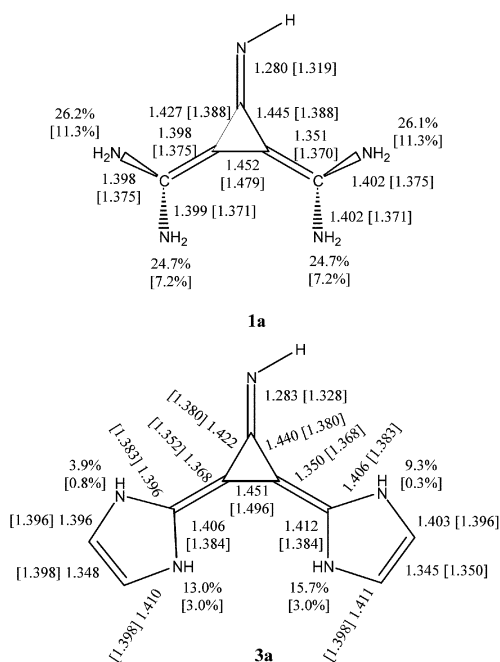 H
N
1.280 [1.319]
1.427 [1.388] 1.445 [1.388]
26.2%
[11.3%]
1.398
[1.375]
1.351
[1.370]
26.1%
[11.3%]
H2N
NH2
1.452
[1.479]
1.398
[1.375]
C
C
1.402 [1.375]
1.399 [1.371]
1.402 [1.371]
NH2
NH2
24.7%
[7.2%]
24.7%
[7.2%]
1a
H
N
1.283 [1.328]
[1.380] 1.422
1.440 [1.380]
[1.352] 1.368
1.350 [1.368]
[1.383] 1.396
1.406 [1.383]
3.9%
[0.8%]
9.3%
[0.3%]
1.451
[1.496]
NH
H
N
[1.396] 1.396
1.406
[1.384]
1.412
[1.384]
1.403 [1.396]
[1.398] 1.348
NH
HN
1.345 [1.350]
[1.398] 1.410
13.0%
[3.0%]
15.7%
[3.0%]
[1.398] 1.411
3a